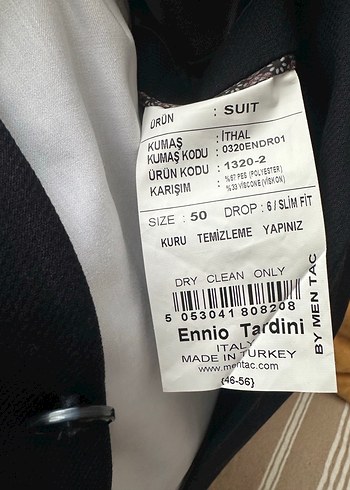 ÜRÜN : SUIT
KUMAŞ : İTHAL
KUMAŞ KODU : 0320ENDR01
ÜRÜN KODU : 1320-2
KARIŞIM : %67 PES (POLYESTER)
%33 VISCONE (VİSKON)
SIZE : 50 DROP : 6 / SLİM FİT
KURU TEMİZLEME YAPINIZ
DRY CLEAN ONLY
5 053041 808208
Ennio Tardini
ITALY
MADE IN TURKEY
www.mentac.com
(46-56)
BY MEN TAC